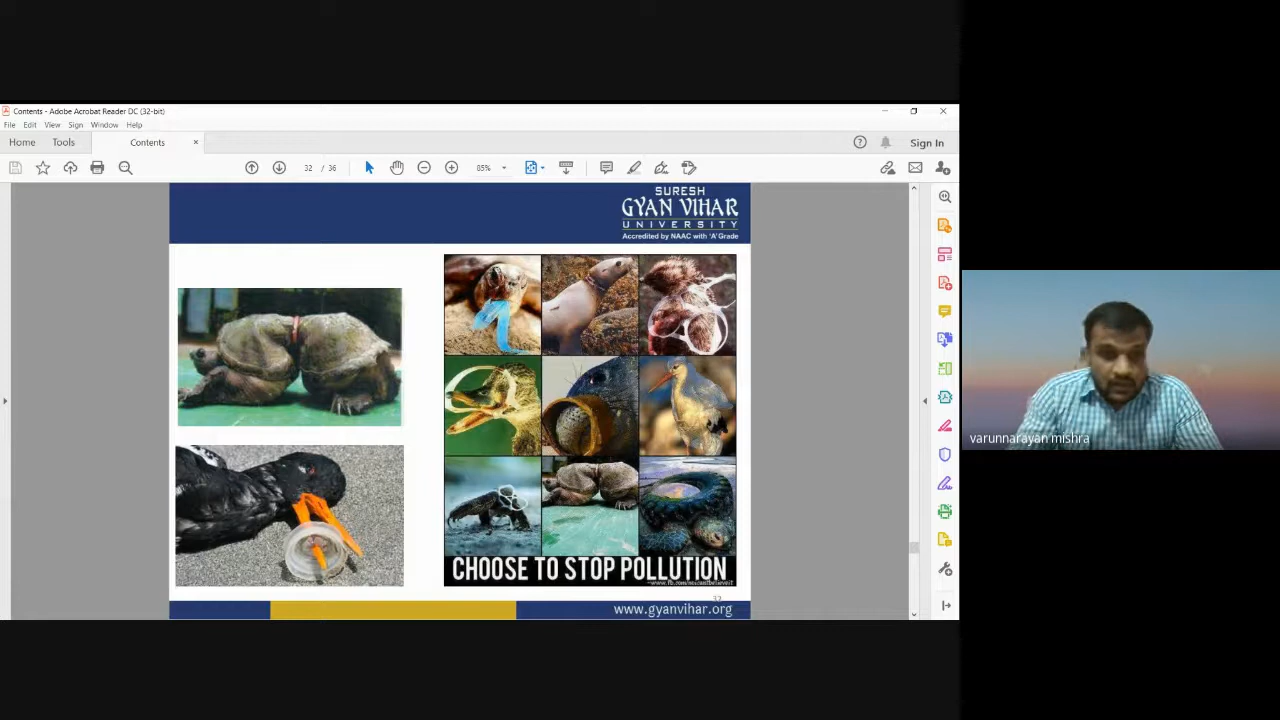 Contents - Adobe Acrobat Reader DC (32-bit)
File Edit View Sign Window Help
Home Tools Contents × Sign In
32 / 36 85%
SURESH
GYAN VIHAR
UNIVERSITY
Accredited by NAAC with 'A' Grade
CHOOSE TO STOP POLLUTION
32
www.gyanvihar.org
varunnarayan mishra